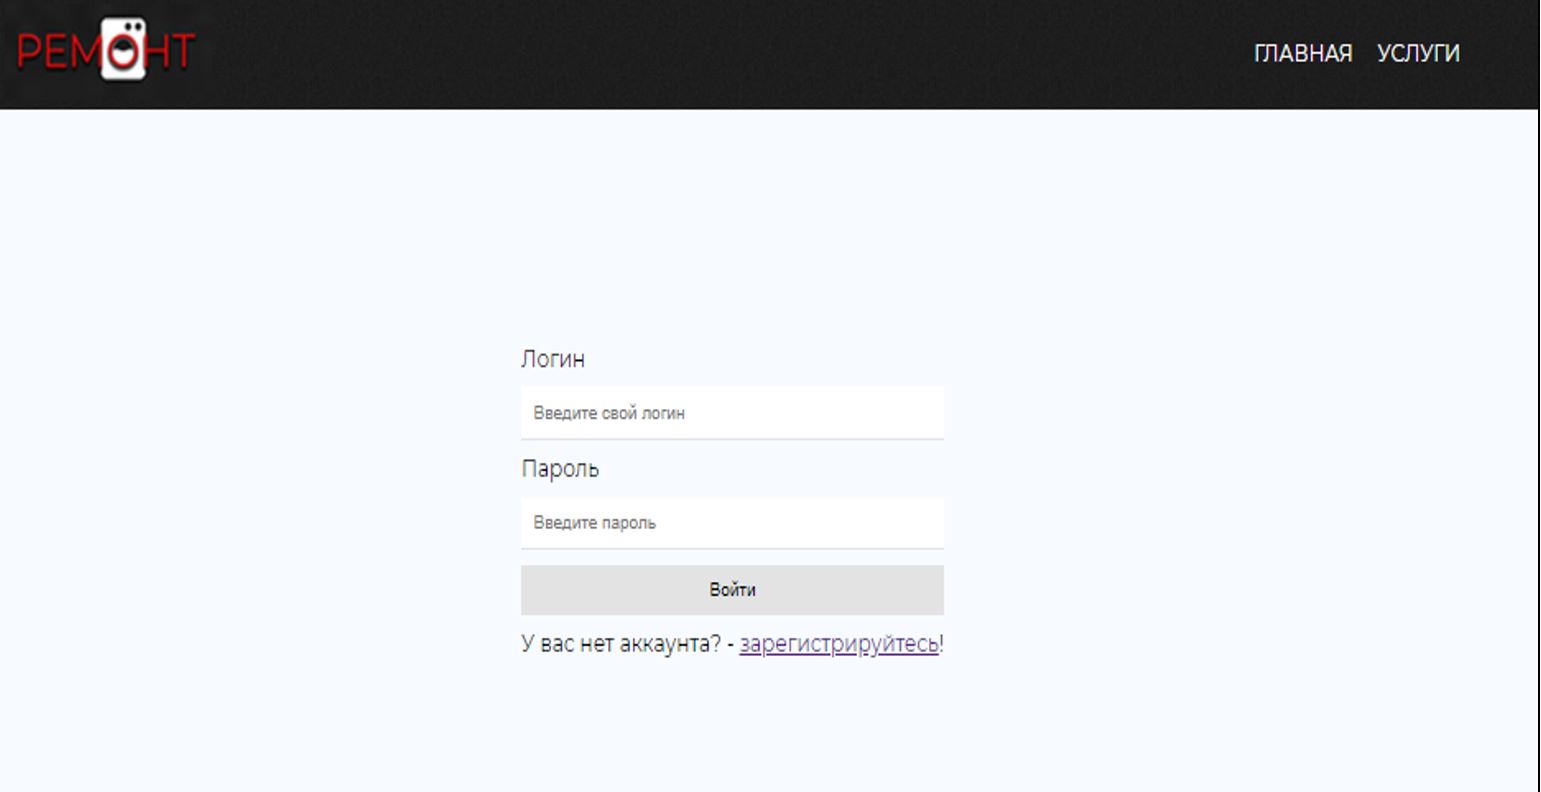 РЕМОНТ
ГЛАВНАЯ УСЛУГИ
Логин
Введите свой логин
Пароль
Введите пароль
Войти
У вас нет аккаунта? - зарегистрируйтесь!